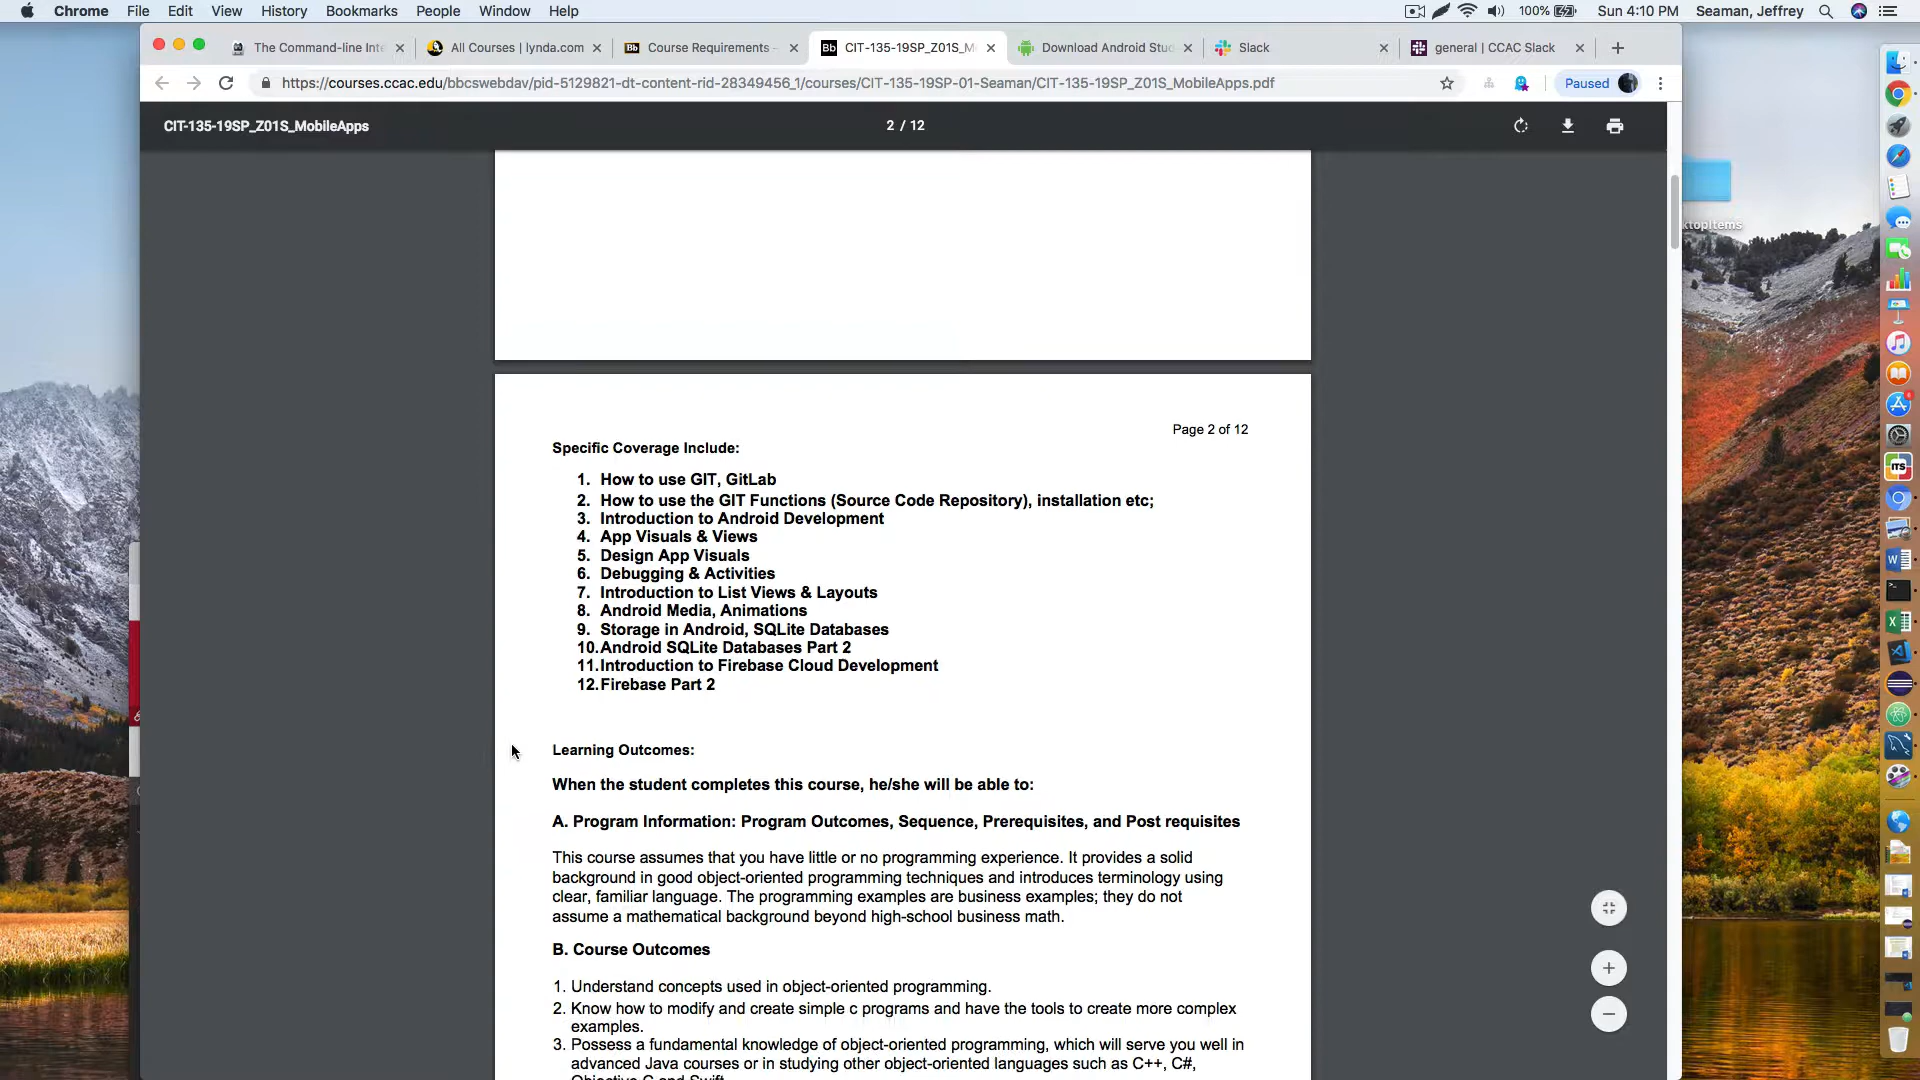 Chrome File Edit View History Bookmarks People Window Help 100% Sun 4:10 PM Seaman, Jeffrey
The Command-line Inte All Courses | lynda.com Course Requirements - CIT-135-19SP_Z01S_M Download Android Stud Slack general | CCAC Slack
https://courses.ccac.edu/bbcswebdav/pid-5129821-dt-content-rid-28349456_1/courses/CIT-135-19SP-01-Seaman/CIT-135-19SP_Z01S_MobileApps.pdf Paused
CIT-135-19SP_Z01S_MobileApps 2 / 12
ktopItems
Page 2 of 12
Specific Coverage Include:
1. How to use GIT, GitLab
2. How to use the GIT Functions (Source Code Repository), installation etc;
3. Introduction to Android Development
4. App Visuals & Views
5. Design App Visuals
6. Debugging & Activities
7. Introduction to List Views & Layouts
8. Android Media, Animations
9. Storage in Android, SQLite Databases
10.Android SQLite Databases Part 2
11.Introduction to Firebase Cloud Development
12.Firebase Part 2
Learning Outcomes:
When the student completes this course, he/she will be able to:
A. Program Information: Program Outcomes, Sequence, Prerequisites, and Post requisites
This course assumes that you have little or no programming experience. It provides a solid
background in good object-oriented programming techniques and introduces terminology using
clear, familiar language. The programming examples are business examples; they do not
assume a mathematical background beyond high-school business math.
B. Course Outcomes
1. Understand concepts used in object-oriented programming.
2. Know how to modify and create simple c programs and have the tools to create more complex
examples.
3. Possess a fundamental knowledge of object-oriented programming, which will serve you well in
advanced Java courses or in studying other object-oriented languages such as C++, C#,
Objective C and Swift